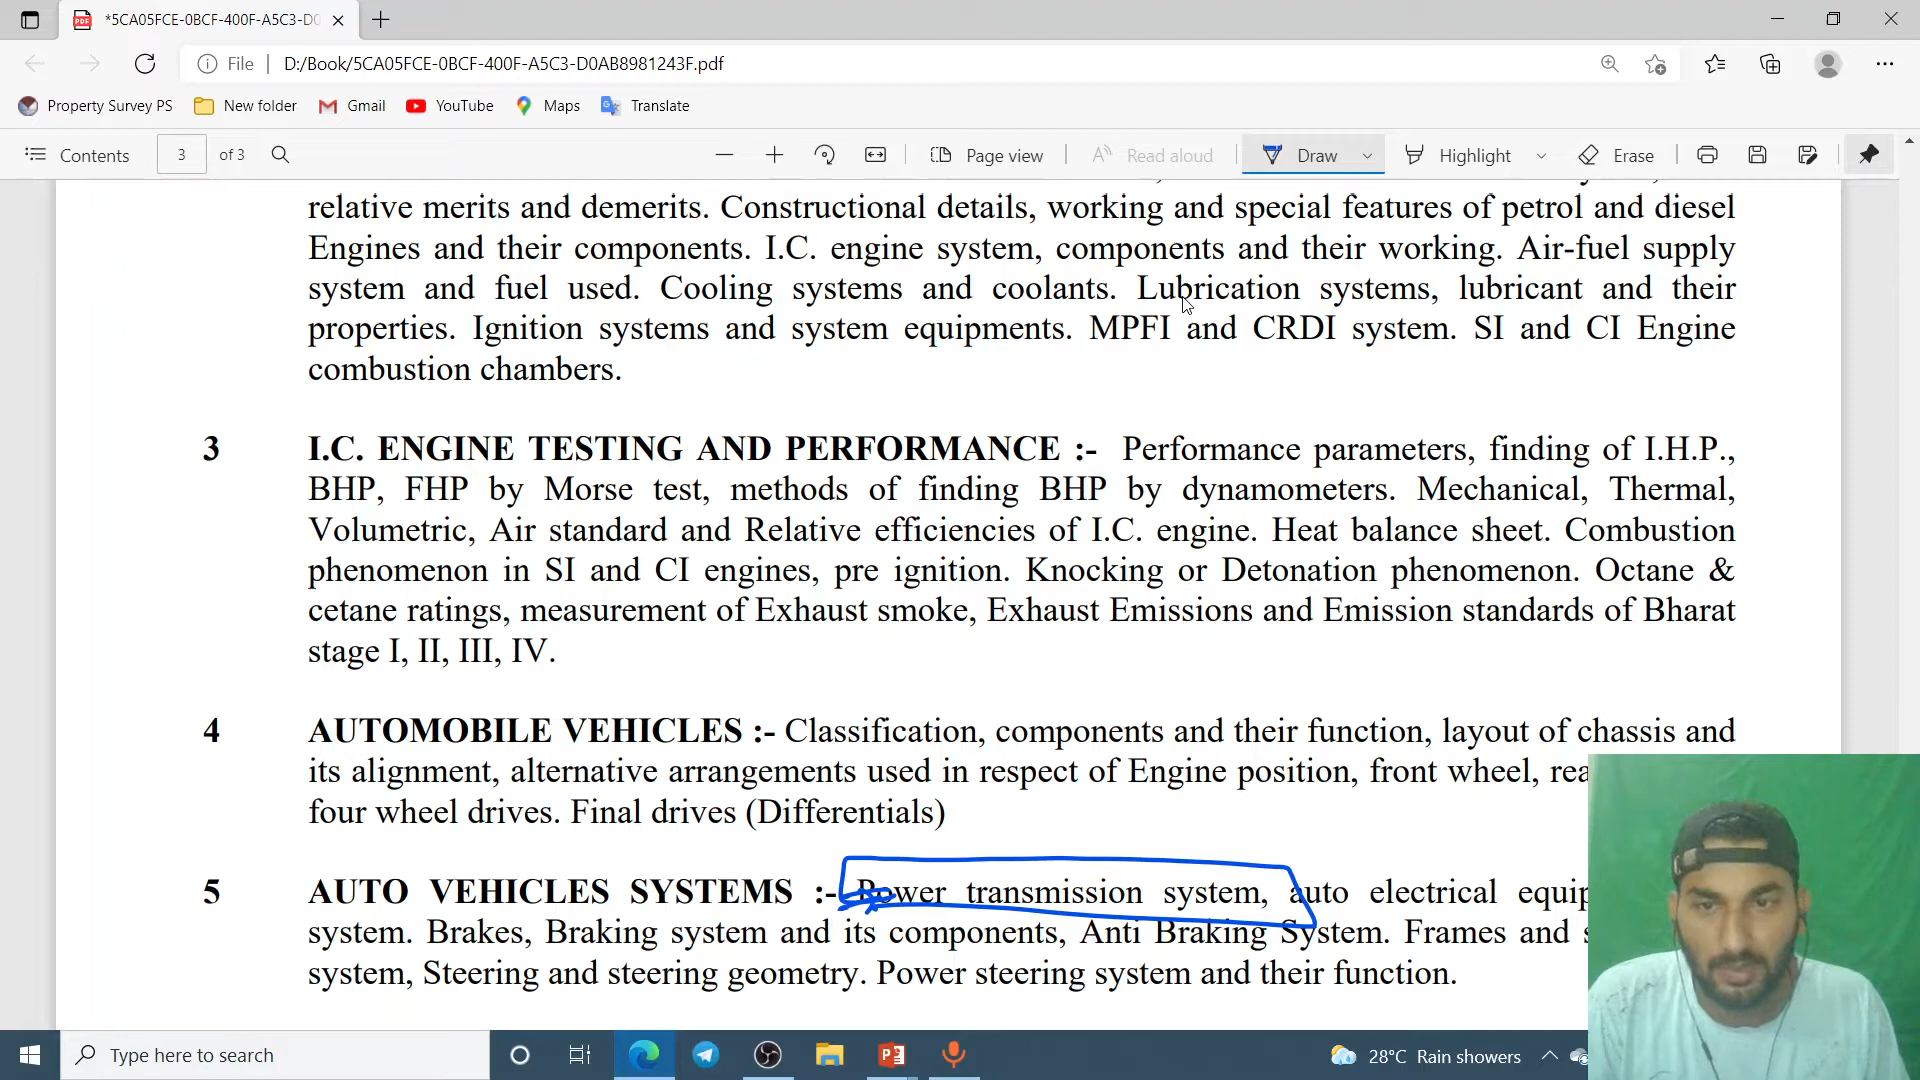 *5CA05FCE-0BCF-400F-A5C3-D0
File
D:/Book/5CA05FCE-0BCF-400F-A5C3-D0AB8981243F.pdf
Property Survey PS
New folder
Gmail
YouTube
Maps
Translate
Contents
3
of 3
Page view
Read aloud
Draw
Highlight
Erase
relative merits and demerits. Constructional details, working and special features of petrol and diesel
Engines and their components. I.C. engine system, components and their working. Air-fuel supply
system and fuel used. Cooling systems and coolants. Lubrication systems, lubricant and their
properties. Ignition systems and system equipments. MPFI and CRDI system. SI and CI Engine
combustion chambers.
3 I.C. ENGINE TESTING AND PERFORMANCE :- Performance parameters, finding of I.H.P.,
BHP, FHP by Morse test, methods of finding BHP by dynamometers. Mechanical, Thermal,
Volumetric, Air standard and Relative efficiencies of I.C. engine. Heat balance sheet. Combustion
phenomenon in SI and CI engines, pre ignition. Knocking or Detonation phenomenon. Octane &
cetane ratings, measurement of Exhaust smoke, Exhaust Emissions and Emission standards of Bharat
stage I, II, III, IV.
4 AUTOMOBILE VEHICLES :- Classification, components and their function, layout of chassis and
its alignment, alternative arrangements used in respect of Engine position, front wheel,
four wheel drives. Final drives (Differentials)
5 AUTO VEHICLES SYSTEMS :- Power transmission system, auto electrical
system. Brakes, Braking system and its components, Anti Braking System. Frames and
system, Steering and steering geometry. Power steering system and their function.
Type here to search
28°C Rain showers